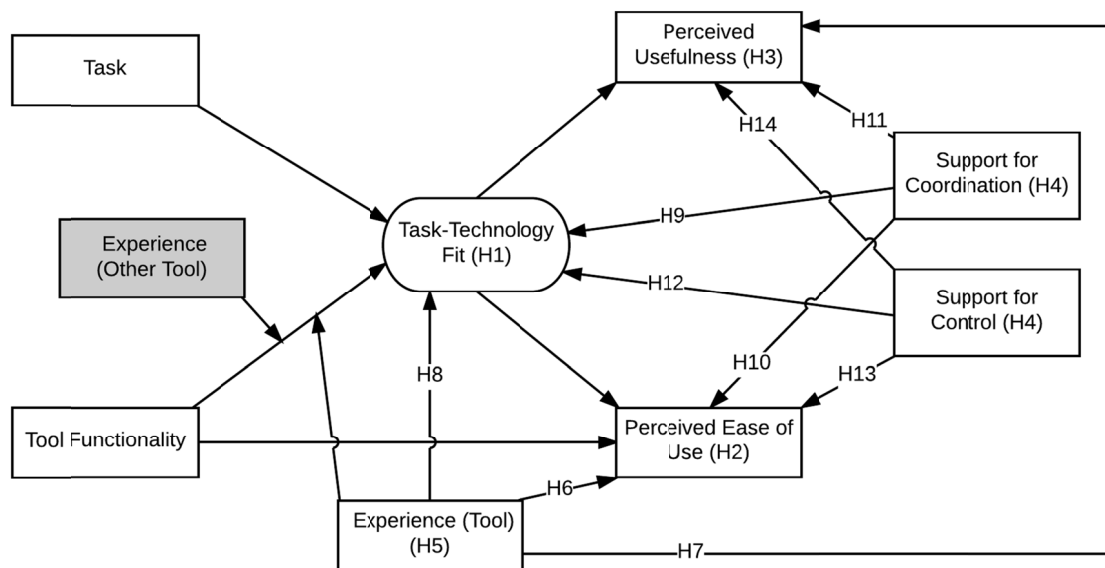 Perceived
Usefulness (H3)
Task
H14
H11
Support for
Coordination (H4)
Experience
(Other Tool)
Task-Technology
Fit (H1)
H9
H12
Support for
Control (H4)
H8
H10
H13
Tool Functionality
Perceived Ease of
Use (H2)
H6
Experience (Tool)
(H5)
H7